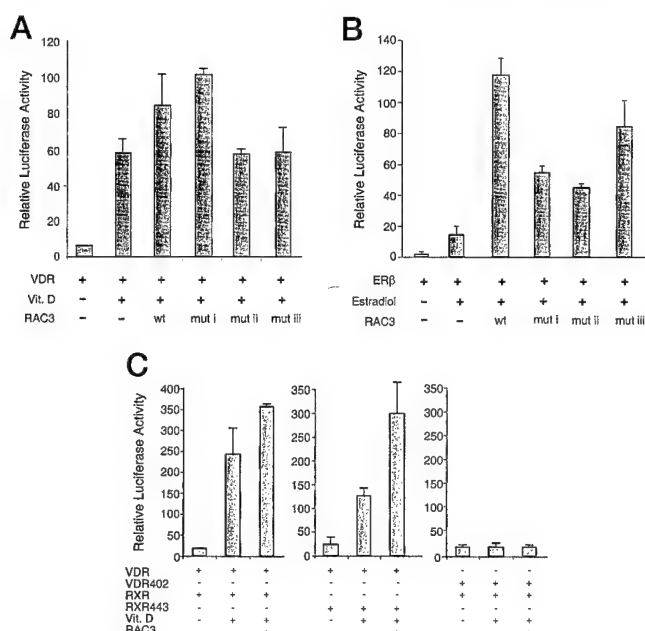 A
Relative Luciferase Activity
120
100
80
60
40
20
0
VDR + + + + + +
Vit. D - + + + + +
RAC3 - - wt mut i mut ii mut iii
B
Relative Luciferase Activity
140
120
100
80
60
40
20
0
ERβ + + + + + +
Estradiol - + + + + +
RAC3 - - wt mut i mut ii mut iii
C
Relative Luciferase Activity
400
350
300
250
200
150
100
50
0
350
300
250
200
150
100
50
0
350
300
250
200
150
100
50
0
VDR + + + + + + - - -
VDR402 - - - - - - + + +
RXR + + + - - - + + +
RXR443 - - - + + + - - -
Vit. D - + + - + + - + +
RAC3